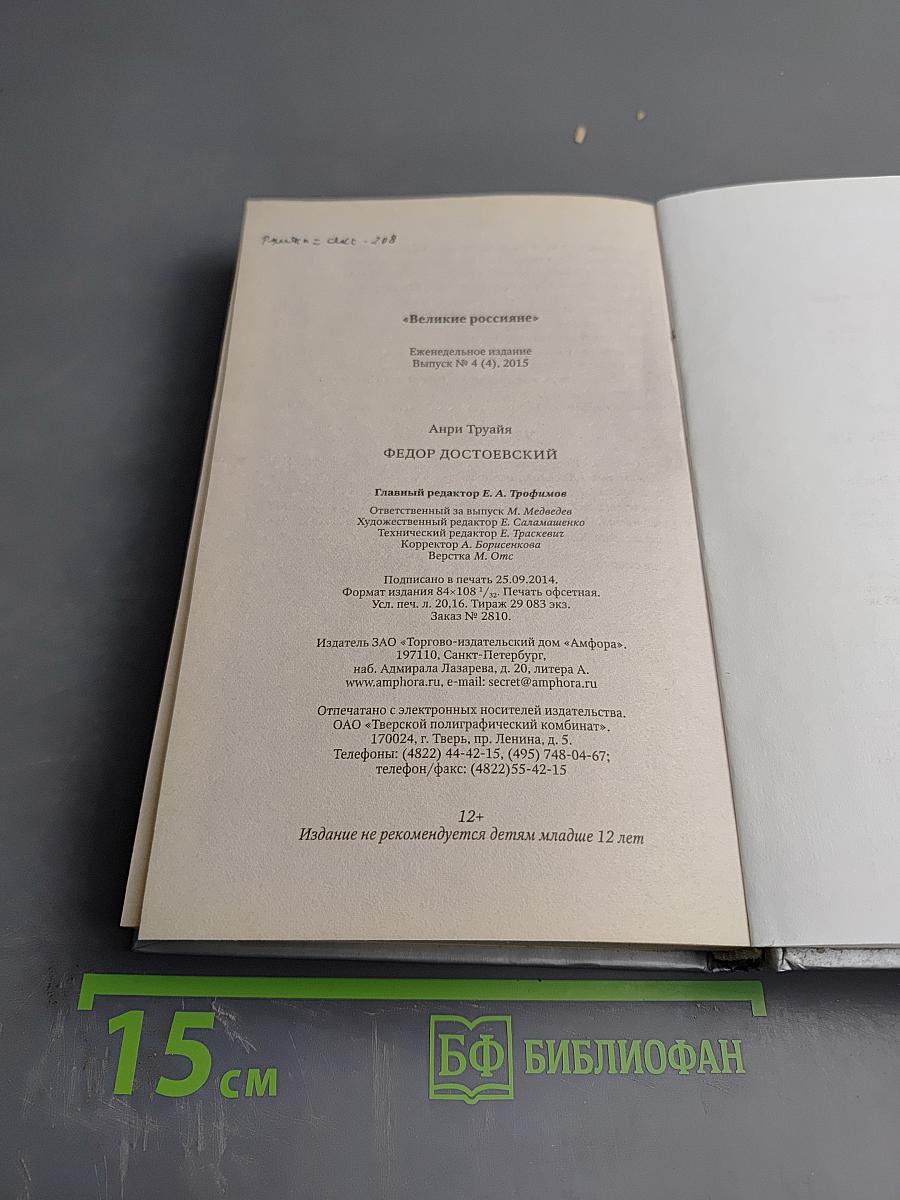 - 208
«Великие россияне»
Еженедельное издание
Выпуск № 4 (4), 2015
Анри Труайя
ФЕДОР ДОСТОЕВСКИЙ
Главный редактор Е. А. Трофимов
Ответственный за выпуск М. Медведев
Художественный редактор Е. Саламашенко
Технический редактор Е. Траскевич
Корректор А. Борисенкова
Верстка М. Отс
Подписано в печать 25.09.2014.
Формат издания 84×108 1/32. Печать офсетная.
Усл. печ. л. 20,16. Тираж 29 083 экз.
Заказ № 2810.
Издатель ЗАО «Торгово-издательский дом «Амфора».
197110, Санкт-Петербург,
наб. Адмирала Лазарева, д. 20, литера А.
www.amphora.ru, e-mail: secret@amphora.ru
Отпечатано с электронных носителей издательства.
ОАО «Тверской полиграфический комбинат».
170024, г. Тверь, пр. Ленина, д. 5.
Телефоны: (4822) 44-42-15, (495) 748-04-67;
телефон/факс: (4822)55-42-15
12+
Издание не рекомендуется детям младше 12 лет
15 см
БФ БИБЛИОФАН